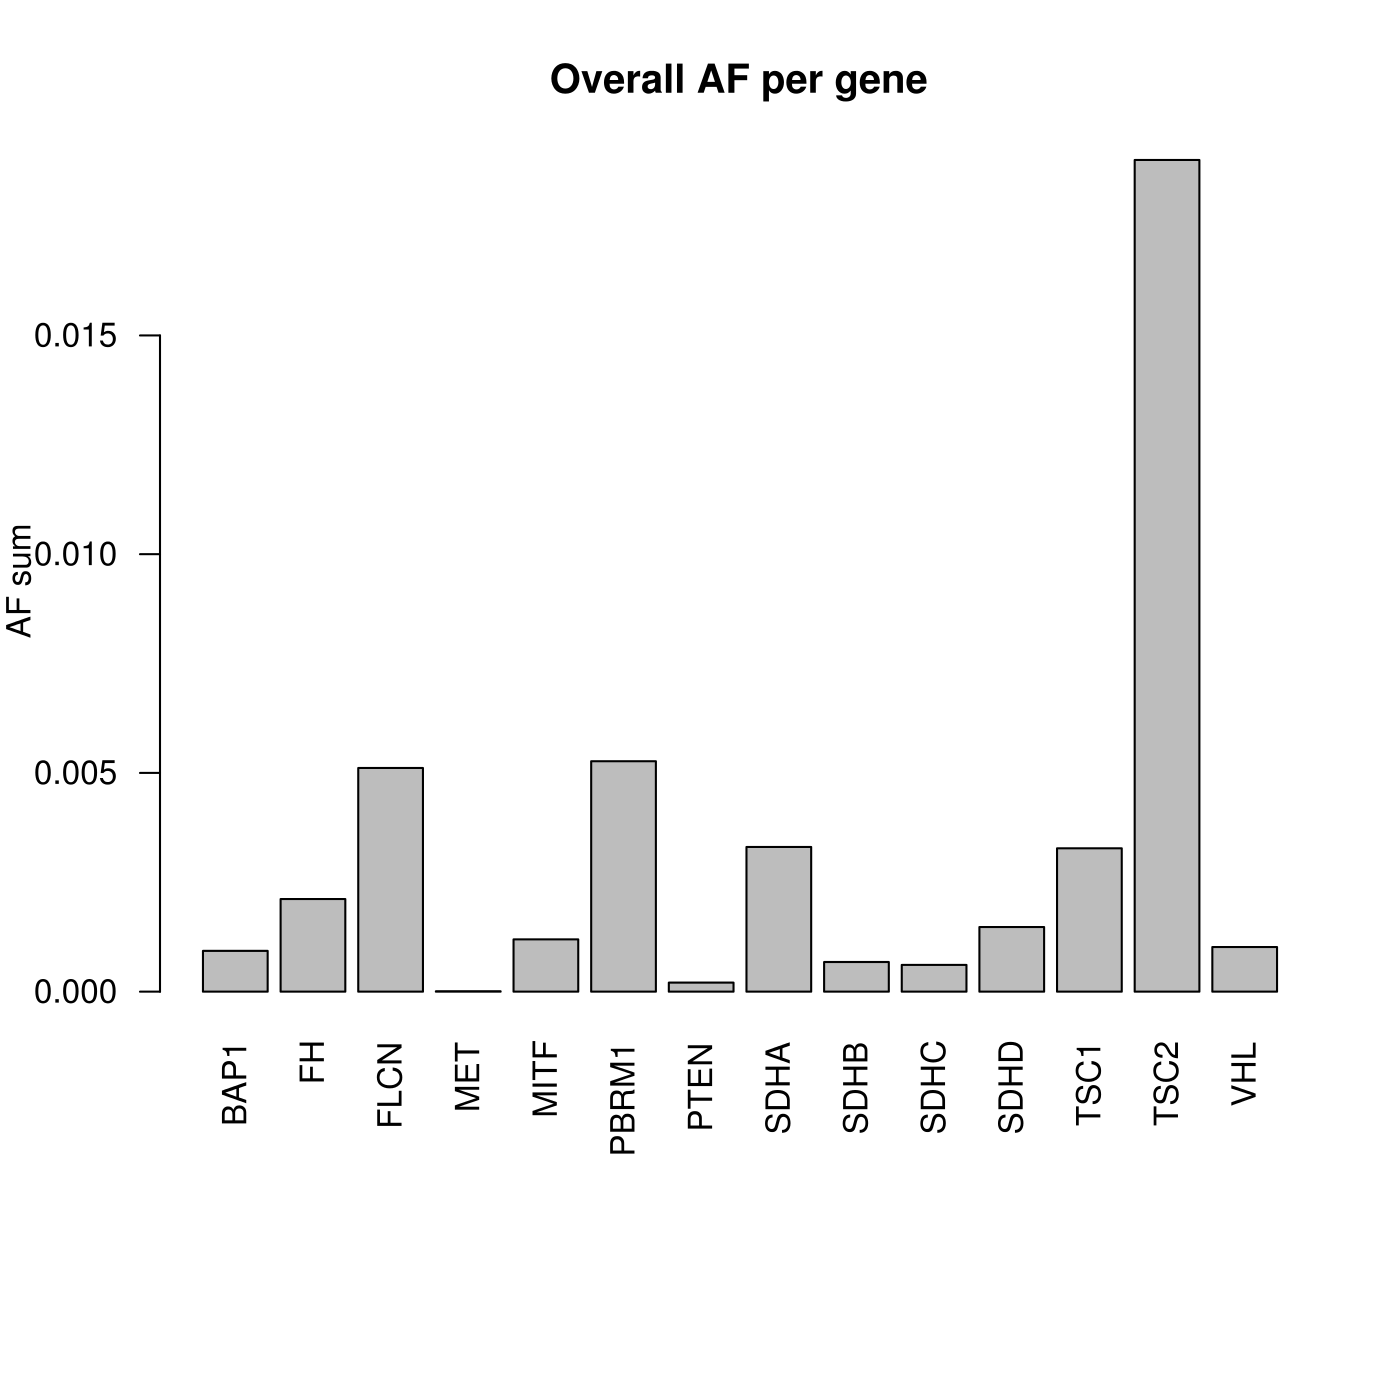 Overall AF per gene
0.015
0.010
0.005
0.000
AF sum
BAP1
FH
FLCN
MET
MITF
PBRM1
PTEN
SDHA
SDHB
SDHC
SDHD
TSC1
TSC2
VHL